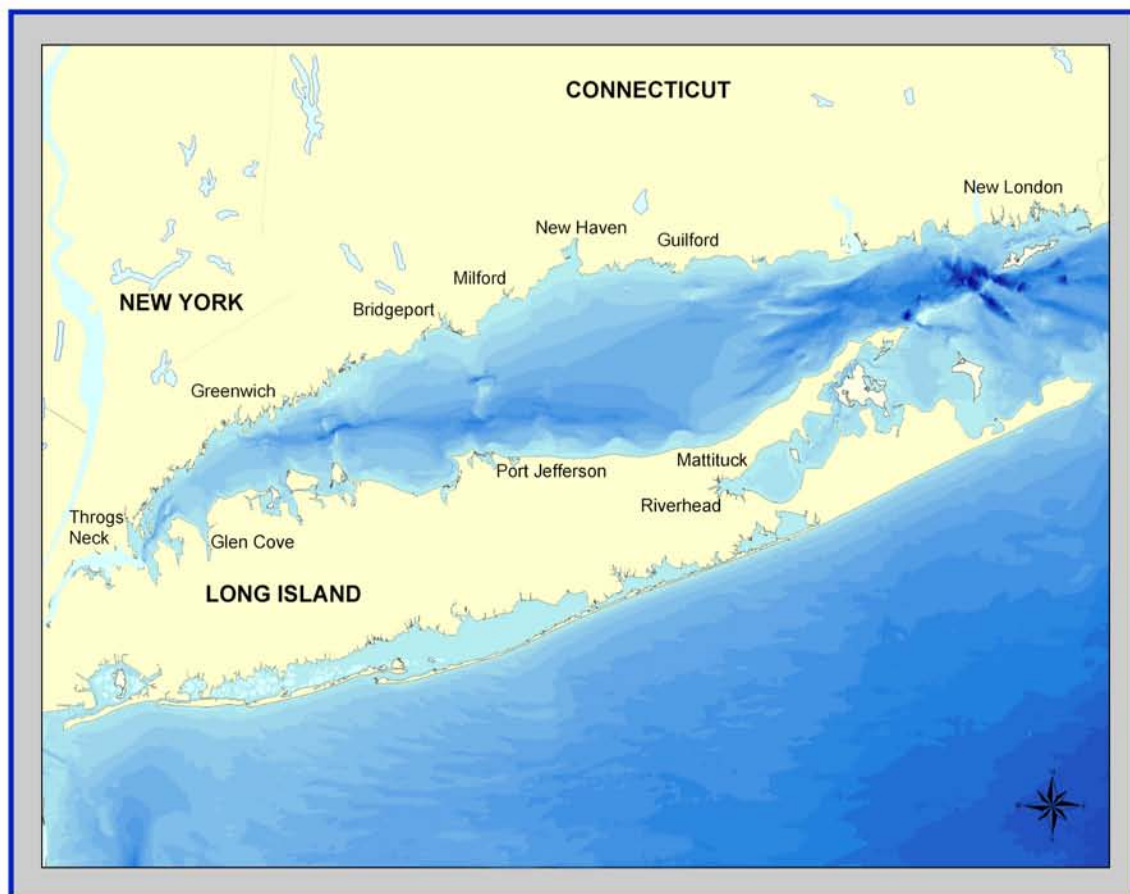 CONNECTICUT
New London
New Haven
Guilford
Milford
NEW YORK
Bridgeport
Greenwich
Port Jefferson
Mattituck
Riverhead
Throgs
Neck
Glen Cove
LONG ISLAND